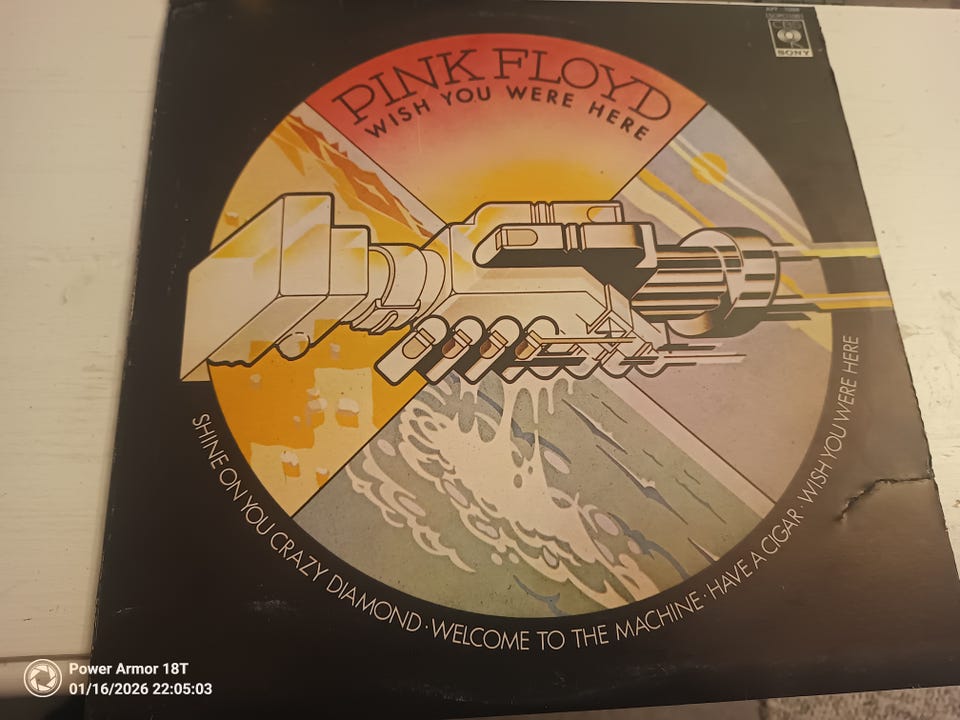 PINK FLOYD
WISH YOU WERE HERE
SONY
SHINE ON YOU CRAZY DIAMOND · WELCOME TO THE MACHINE · HAVE A CIGAR · WISH YOU WERE HERE
Power Armor 18T
01/16/2026 22:05:03